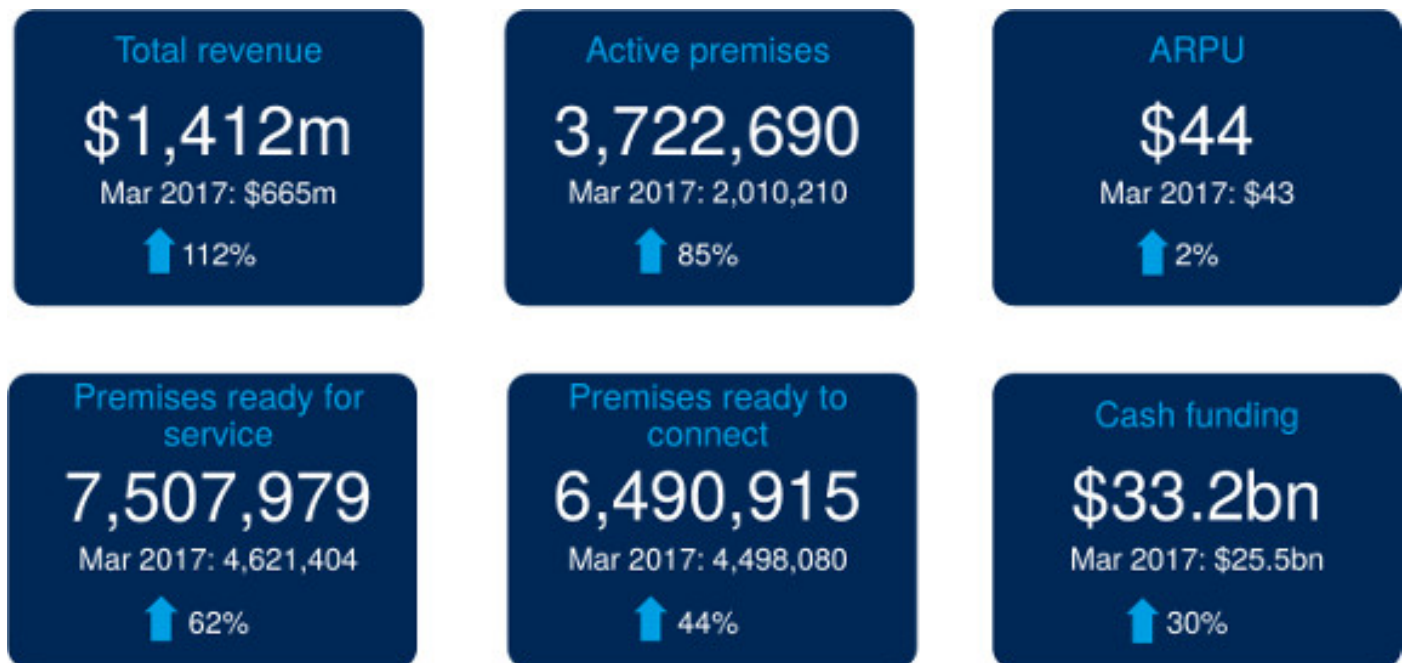 Total revenue
$1,412m
Mar 2017: $665m
112%
Active premises
3,722,690
Mar 2017: 2,010,210
85%
ARPU
$44
Mar 2017: $43
2%
Premises ready for
service
7,507,979
Mar 2017: 4,621,404
62%
Premises ready to
connect
6,490,915
Mar 2017: 4,498,080
44%
Cash funding
$33.2bn
Mar 2017: $25.5bn
30%